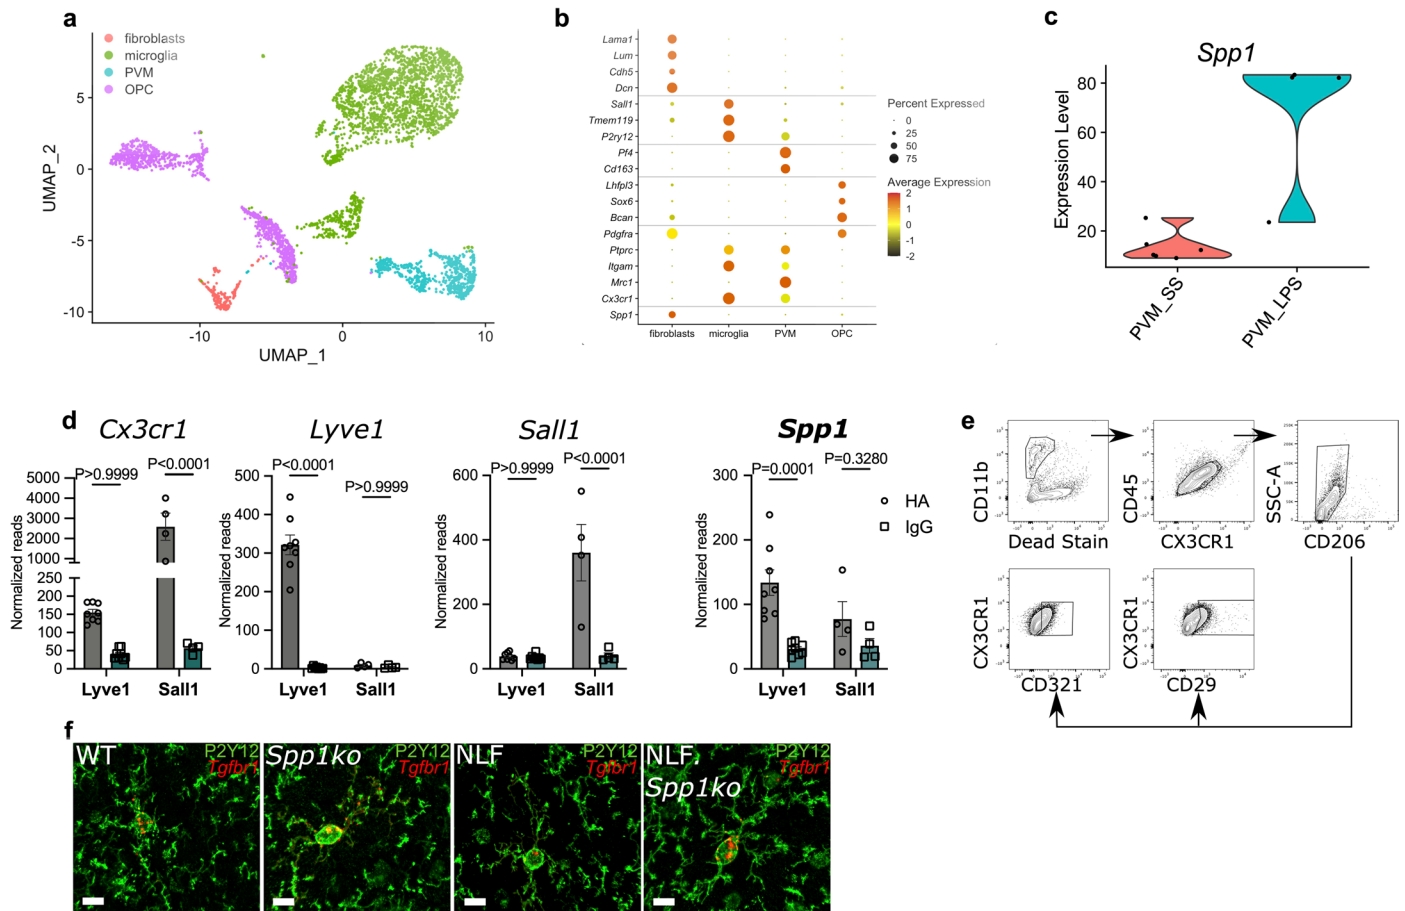 a
fibroblasts
microglia
PVM
OPC
5
0
-5
-10
UMAP_2
-10
0
10
UMAP_1
b
Lama1
Lum
Cdh5
Dcn
Sall1
Tmem119
P2ry12
Pf4
Cd163
Lhfpl3
Sox6
Bcan
Pdgfra
Ptprc
Itgam
Mrc1
Cx3cr1
Spp1
fibroblasts microglia PVM OPC
Percent Expressed
0
25
50
75
Average Expression
2
1
0
-1
-2
c
Spp1
Expression Level
80
60
40
20
PVM_SS
PVM_LPS
d
Cx3cr1
P>0.9999
P<0.0001
Normalized reads
5000
4000
3000
2000
1000
250
200
150
100
50
0
Lyve1 Sall1
Lyve1
P<0.0001
P>0.9999
Normalized reads
500
400
300
200
100
0
Lyve1 Sall1
Sall1
P>0.9999
P<0.0001
Normalized reads
600
400
200
0
Lyve1 Sall1
Spp1
P=0.0001
P=0.3280
Normalized reads
300
200
100
0
Lyve1 Sall1
HA
IgG
e
CD11b
Dead Stain
CD45
CX3CR1
SSC-A
250K
200K
150K
100K
50K
0
CD206
CX3CR1
CD321
CX3CR1
CD29
f
WT
P2Y12
Tgfbr1
Spp1ko
P2Y12
Tgfbr1
NLF
P2Y12
Tgfbr1
NLF.
Spp1ko
P2Y12
Tgfbr1